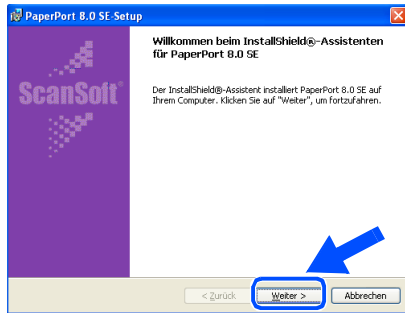 PaperPort 8.0 SE-Setup
Willkommen beim InstallShield®-Assistenten
für PaperPort 8.0 SE
ScanSoft®
Der InstallShield®-Assistent installiert PaperPort 8.0 SE auf
Ihrem Computer. Klicken Sie auf "Weiter", um fortzufahren.
< Zurück
Weiter >
Abbrechen